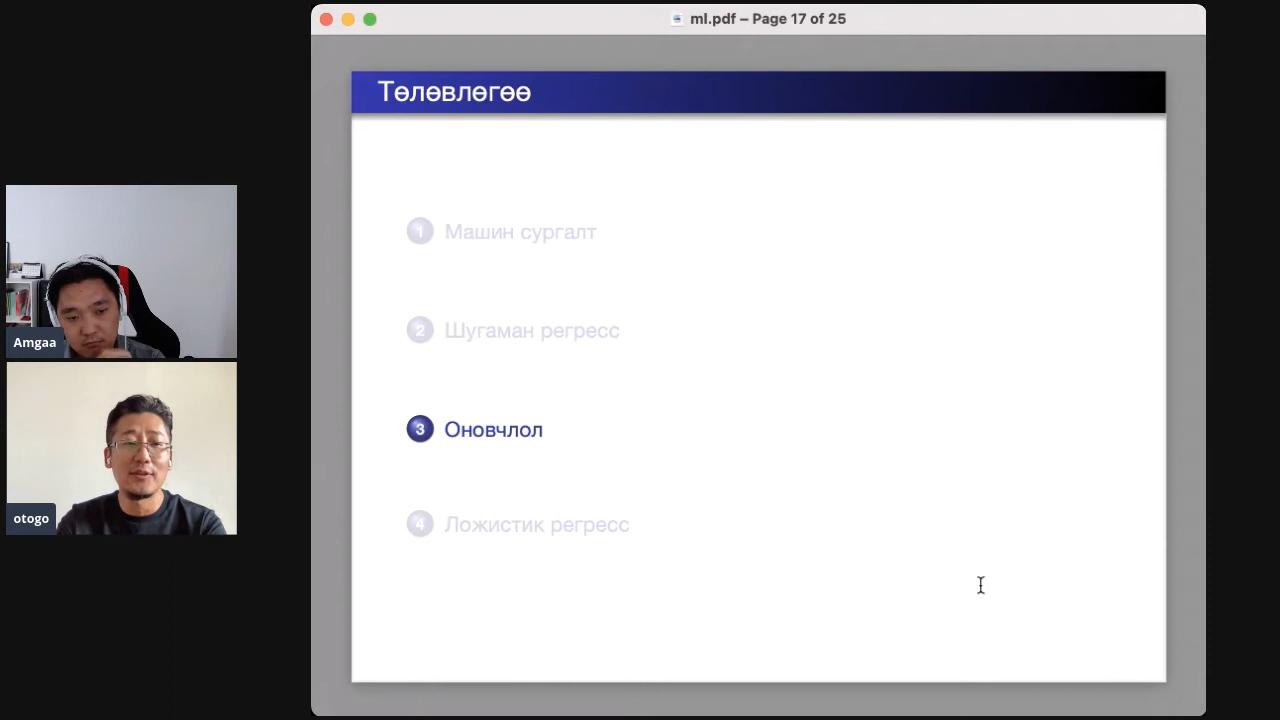 ml.pdf – Page 17 of 25
Төлөвлөгөө
1 Машин сургалт
2 Шугаман регресс
3 Оновчлол
4 Ложистик регресс
Amgaa
otogo